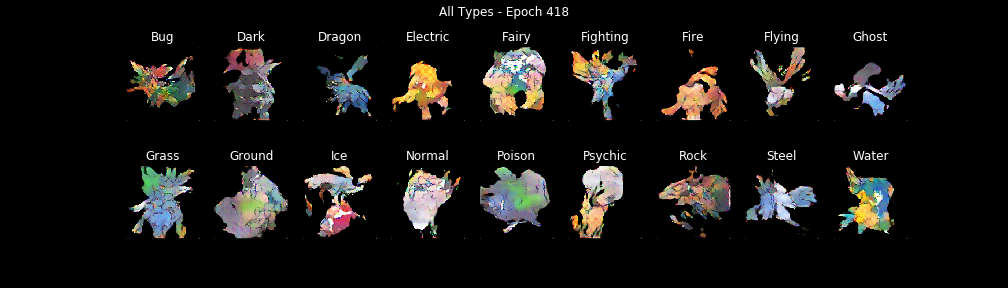 All Types - Epoch 418
Bug Dark Dragon Electric Fairy Fighting Fire Flying Ghost
Grass Ground Ice Normal Poison Psychic Rock Steel Water